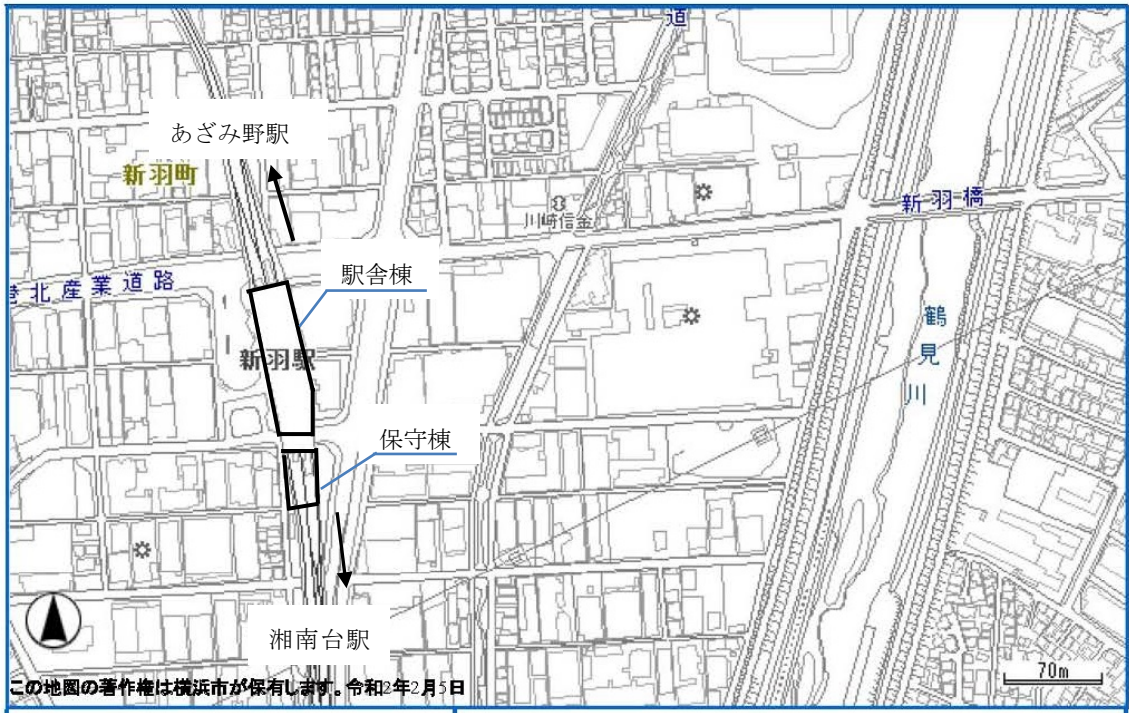 道
あざみ野駅
新羽町
川崎信金
新羽橋
港北産業道路
駅舎棟
鶴見川
新羽駅
保守棟
湘南台駅
70m
この地図の著作権は横浜市が保有します。令和2年2月5日